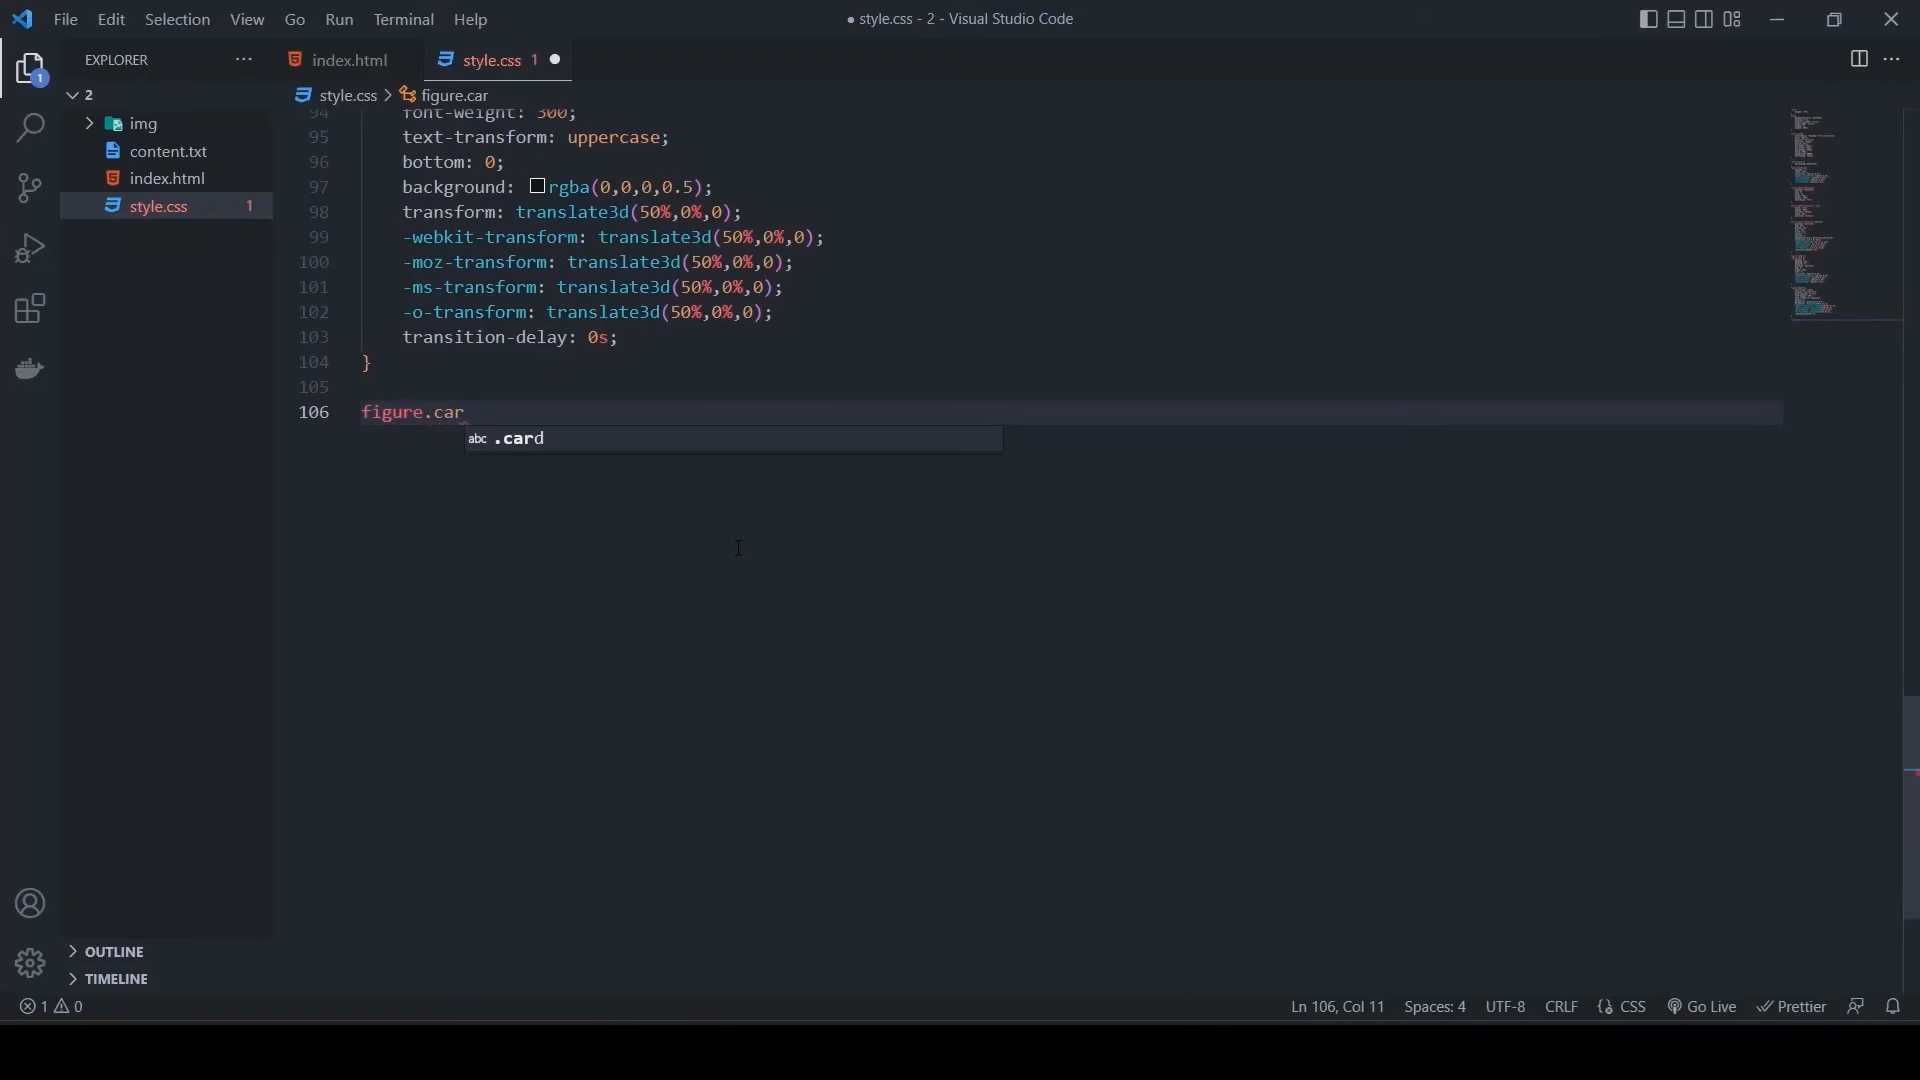 File Edit Selection View Go Run Terminal Help
● style.css - 2 - Visual Studio Code
EXPLORER ···
index.html
style.css 1 ●
1
2
img
content.txt
index.html
style.css 1
style.css > figure.car
94 font-weight: 300;
95 text-transform: uppercase;
96 bottom: 0;
97 background: rgba(0,0,0,0.5);
98 transform: translate3d(50%,0%,0);
99 -webkit-transform: translate3d(50%,0%,0);
100 -moz-transform: translate3d(50%,0%,0);
101 -ms-transform: translate3d(50%,0%,0);
102 -o-transform: translate3d(50%,0%,0);
103 transition-delay: 0s;
104 }
105
106 figure.car
abc .card
OUTLINE
TIMELINE
1 0
Ln 106, Col 11 Spaces: 4 UTF-8 CRLF {} CSS Go Live Prettier